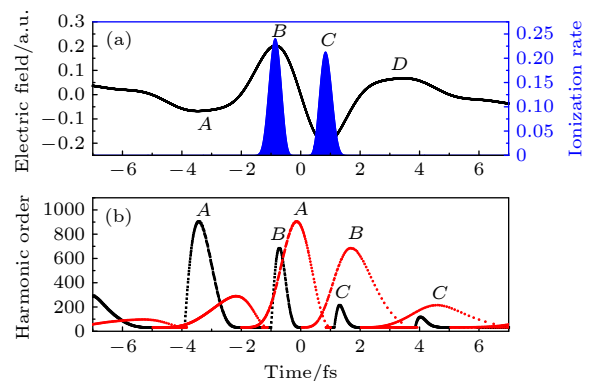 (a)
Electric field/a.u.
0.3
0.2
0.1
0.0
−0.1
−0.2
A
B
C
D
0.25
0.20
0.15
0.10
0.05
0
Ionization rate
−6
−4
−2
0
2
4
6
(b)
Harmonic order
1000
800
600
400
200
0
A
B
A
B
C
C
−6
−4
−2
0
2
4
6
Time/fs